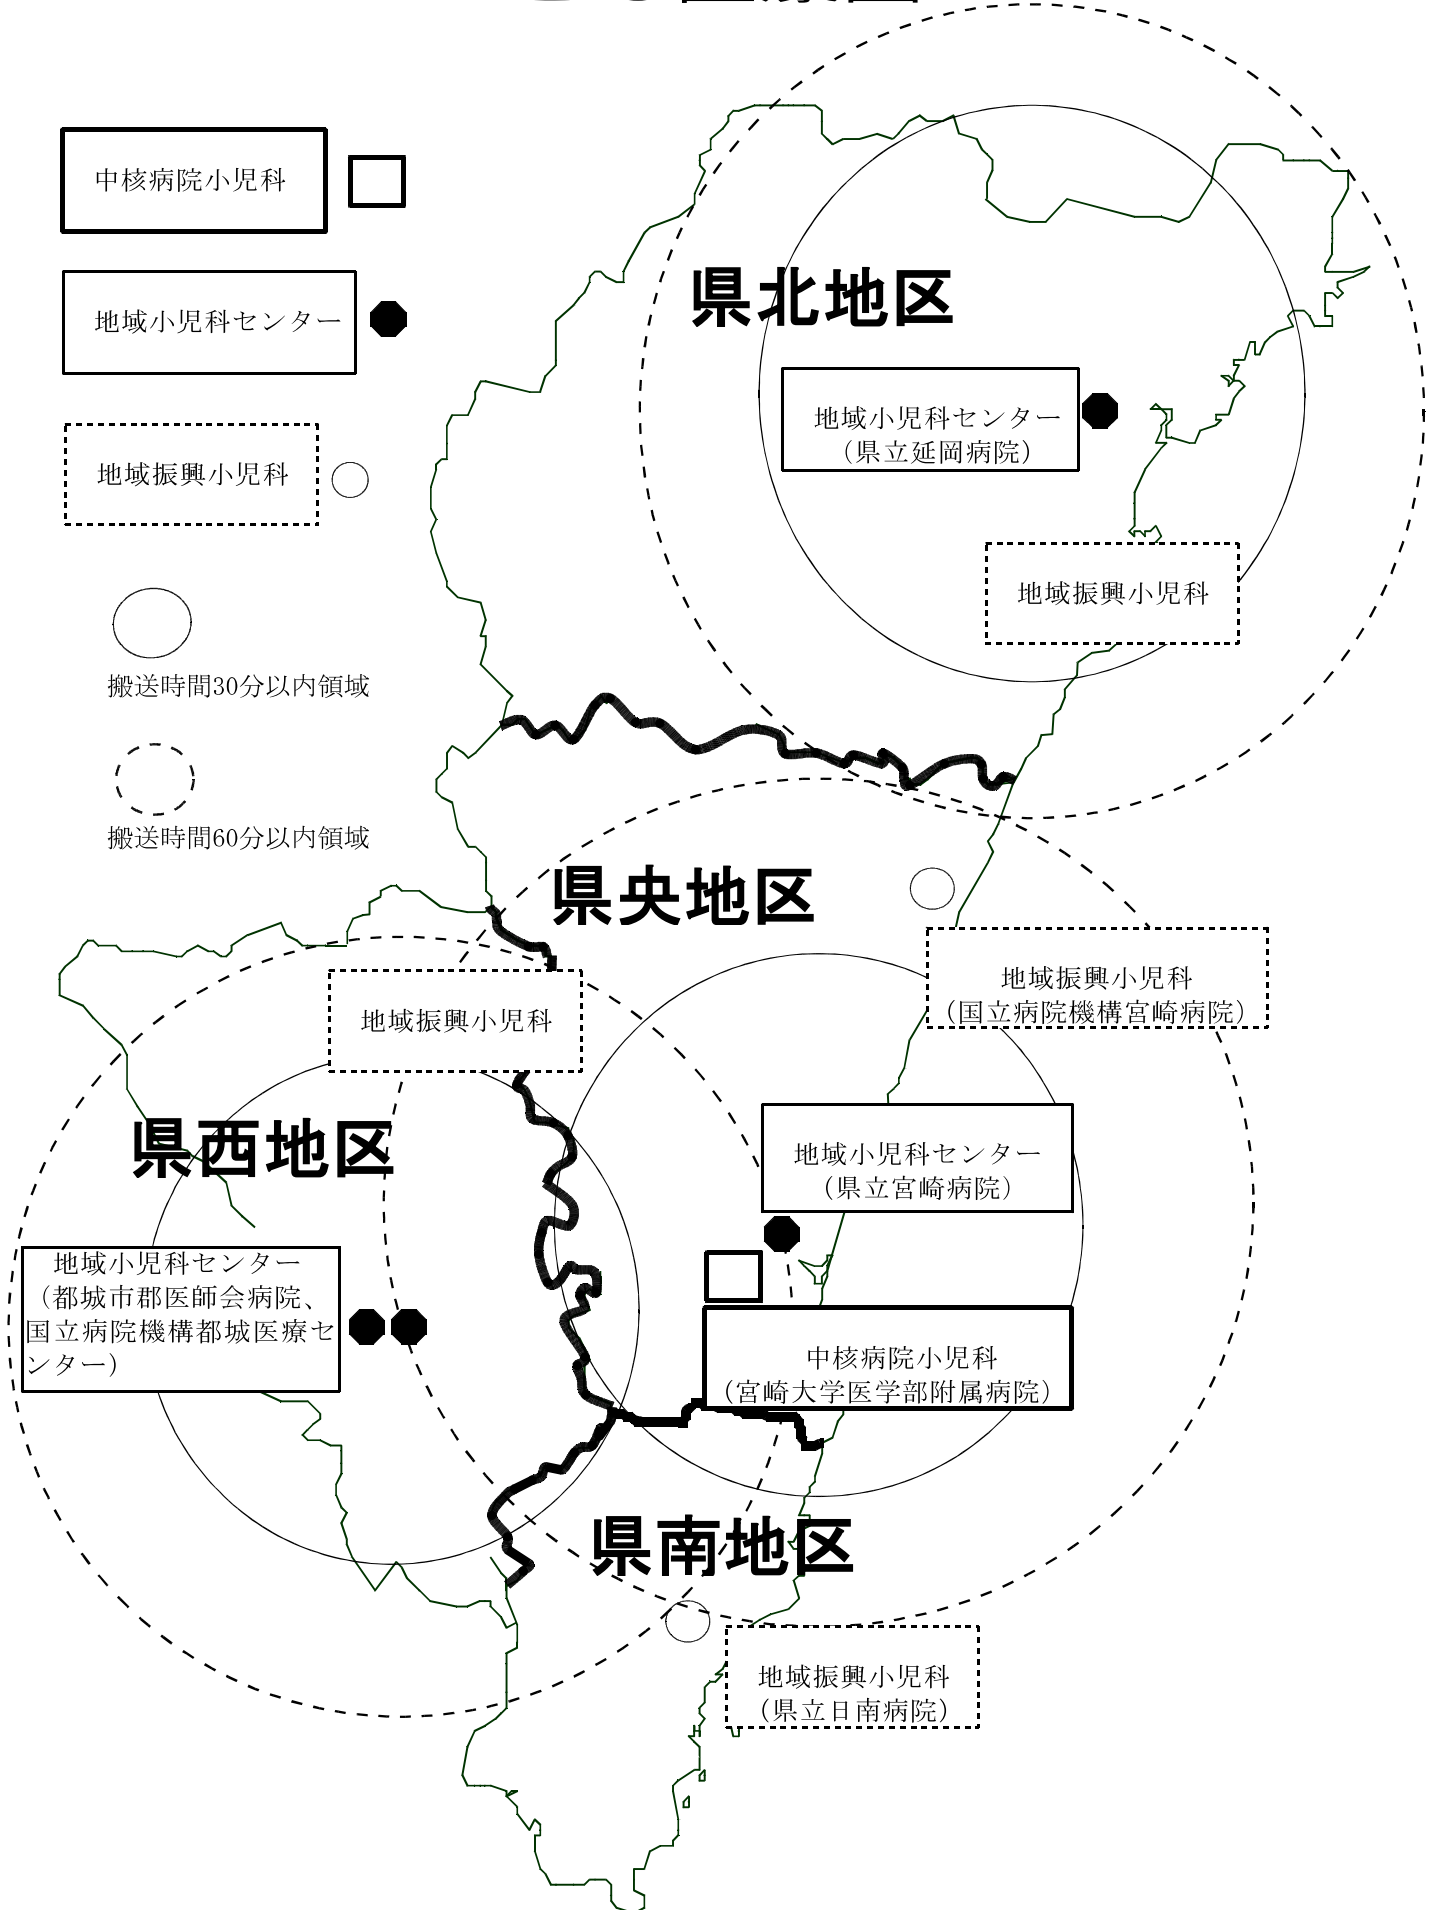 中核病院小児科
地域小児科センター
地域振興小児科
搬送時間30分以内領域
搬送時間60分以内領域
県北地区
地域小児科センター
（県立延岡病院）
地域振興小児科
県央地区
地域振興小児科
（国立病院機構宮崎病院）
地域振興小児科
県西地区
地域小児科センター
（県立宮崎病院）
地域小児科センター
（都城市郡医師会病院、
国立病院機構都城医療セ
ンター）
中核病院小児科
（宮崎大学医学部附属病院）
県南地区
地域振興小児科
（県立日南病院）